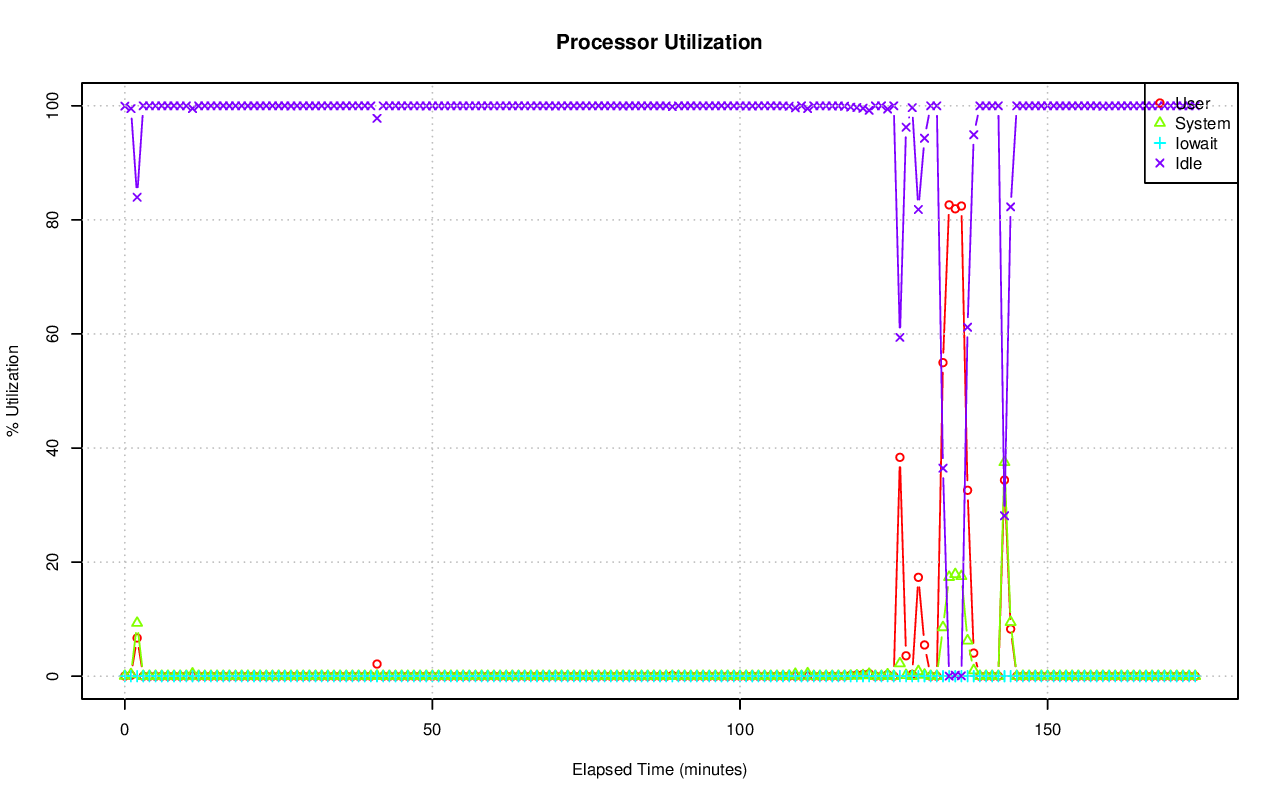 Processor Utilization
% Utilization
100
80
60
40
20
0
User
System
Iowait
Idle
0 50 100 150
Elapsed Time (minutes)